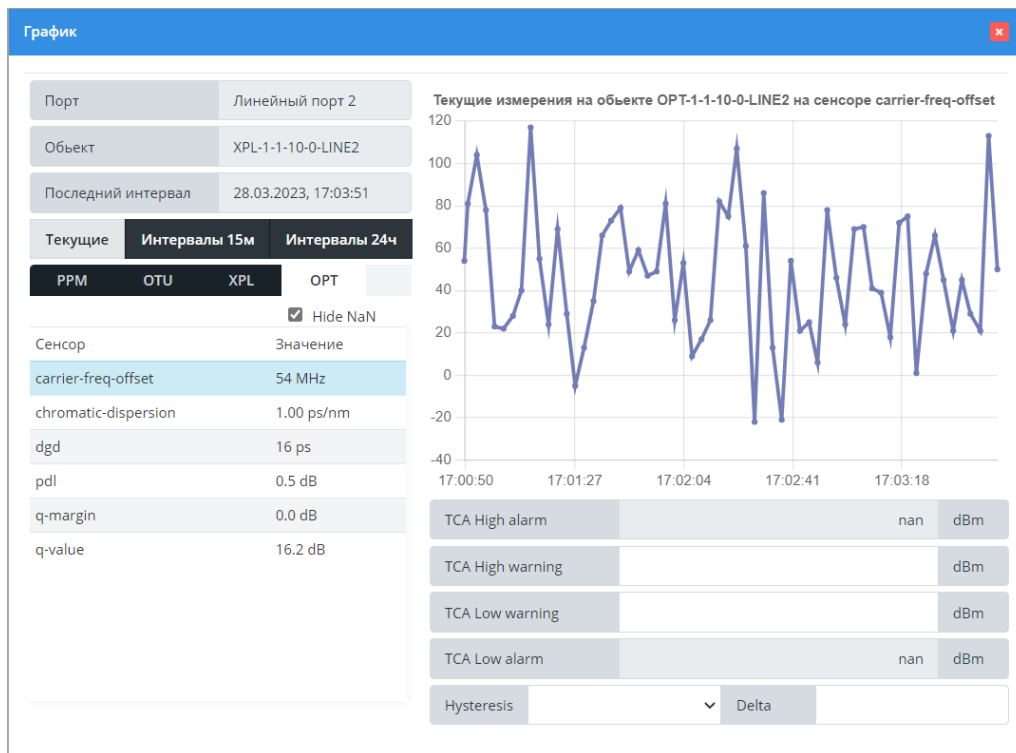 График
Порт Линейный порт 2
Обьект XPL-1-1-10-0-LINE2
Последний интервал 28.03.2023, 17:03:51
Текущие Интервалы 15м Интервалы 24ч
PPM OTU XPL OPT
Hide NaN
Сенсор Значение
carrier-freq-offset 54 MHz
chromatic-dispersion 1.00 ps/nm
dgd 16 ps
pdl 0.5 dB
q-margin 0.0 dB
q-value 16.2 dB
Текущие измерения на обьекте OPT-1-1-10-0-LINE2 на сенсоре carrier-freq-offset
120
100
80
60
40
20
0
-20
-40
17:00:50 17:01:27 17:02:04 17:02:41 17:03:18
TCA High alarm nan dBm
TCA High warning dBm
TCA Low warning dBm
TCA Low alarm nan dBm
Hysteresis Delta